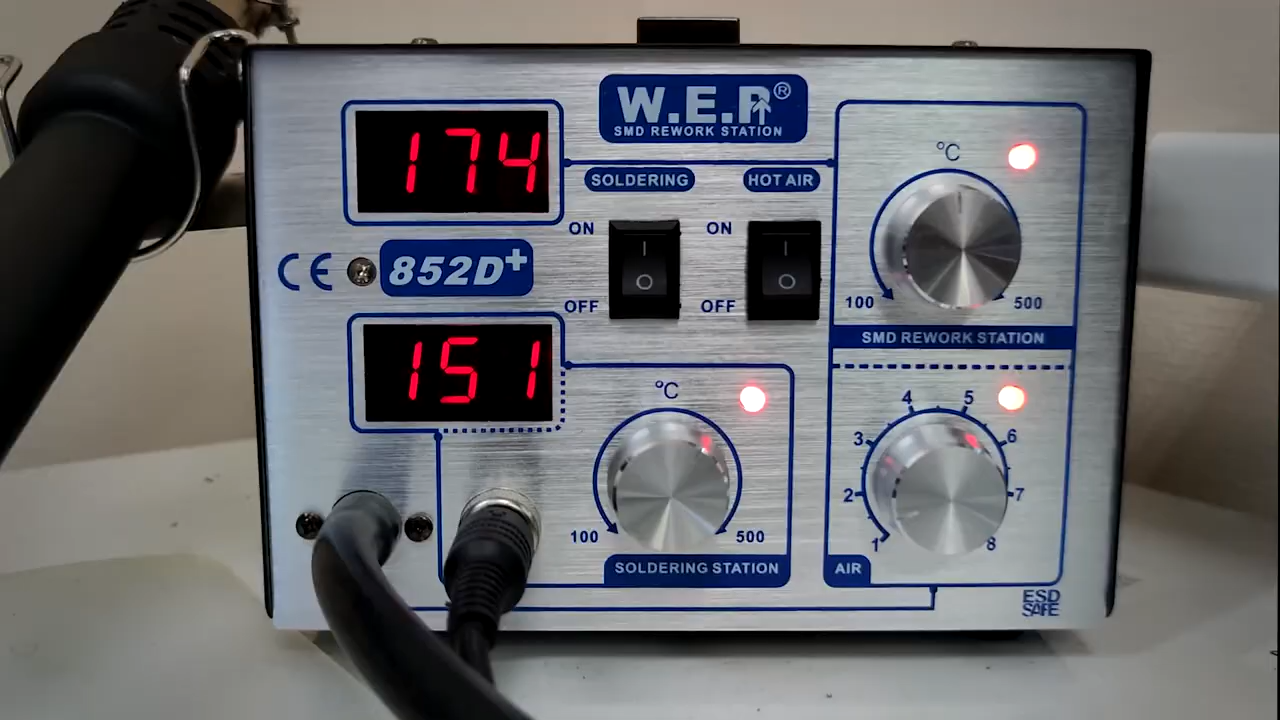 W.E.P®
SMD REWORK STATION
174
SOLDERING
HOT AIR
°C
ON
ON
OFF
OFF
100
500
CE
852D+
SMD REWORK STATION
151
°C
100
500
SOLDERING STATION
1
2
3
4
5
6
7
8
AIR
ESD
SAFE